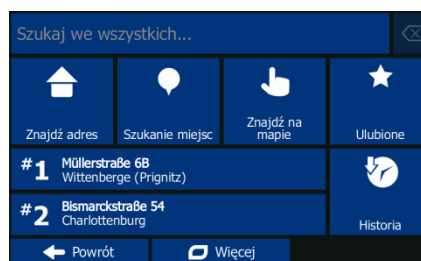 Szukaj we wszystkich...
Znajdź adres
Szukanie miejsc
Znajdź na
mapie
Ulubione
#1 Müllerstraße 6B
Wittenberge (Prignitz)
#2 Bismarckstraße 54
Charlottenburg
Historia
Powrót
Więcej